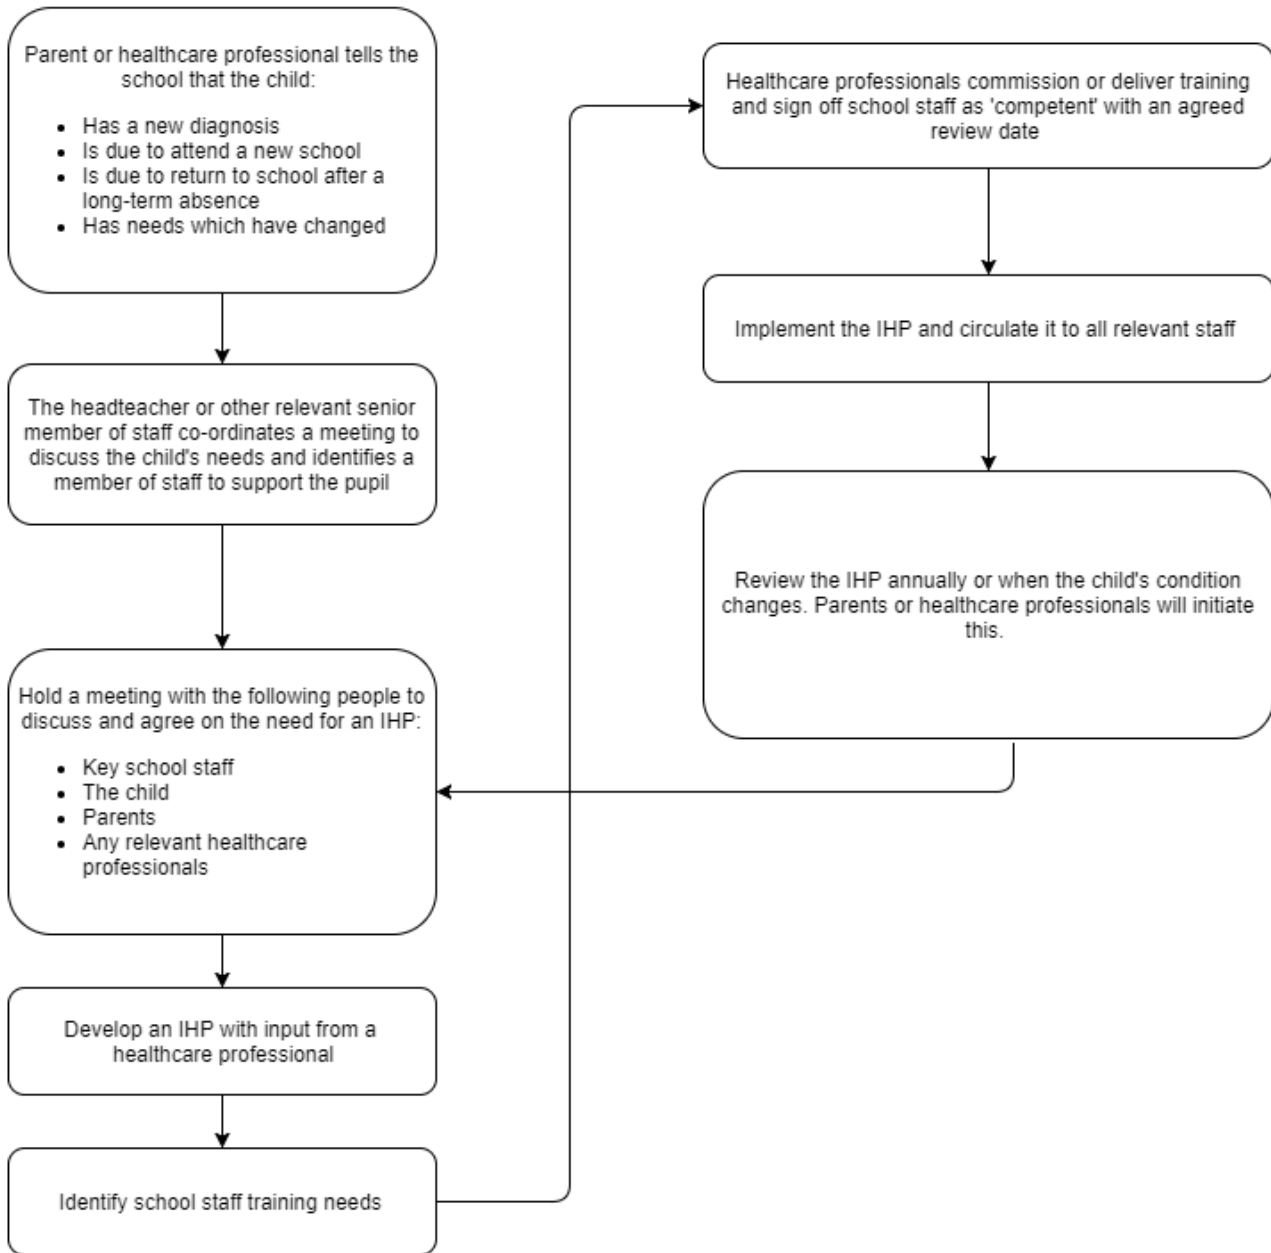 Parent or healthcare professional tells the
school that the child:
• Has a new diagnosis
• Is due to attend a new school
• Is due to return to school after a
long-term absence
• Has needs which have changed
The headteacher or other relevant senior
member of staff co-ordinates a meeting to
discuss the child's needs and identifies a
member of staff to support the pupil
Hold a meeting with the following people to
discuss and agree on the need for an IHP:
• Key school staff
• The child
• Parents
• Any relevant healthcare
professionals
Develop an IHP with input from a
healthcare professional
Identify school staff training needs
Healthcare professionals commission or deliver training
and sign off school staff as 'competent' with an agreed
review date
Implement the IHP and circulate it to all relevant staff
Review the IHP annually or when the child's condition
changes. Parents or healthcare professionals will initiate
this.